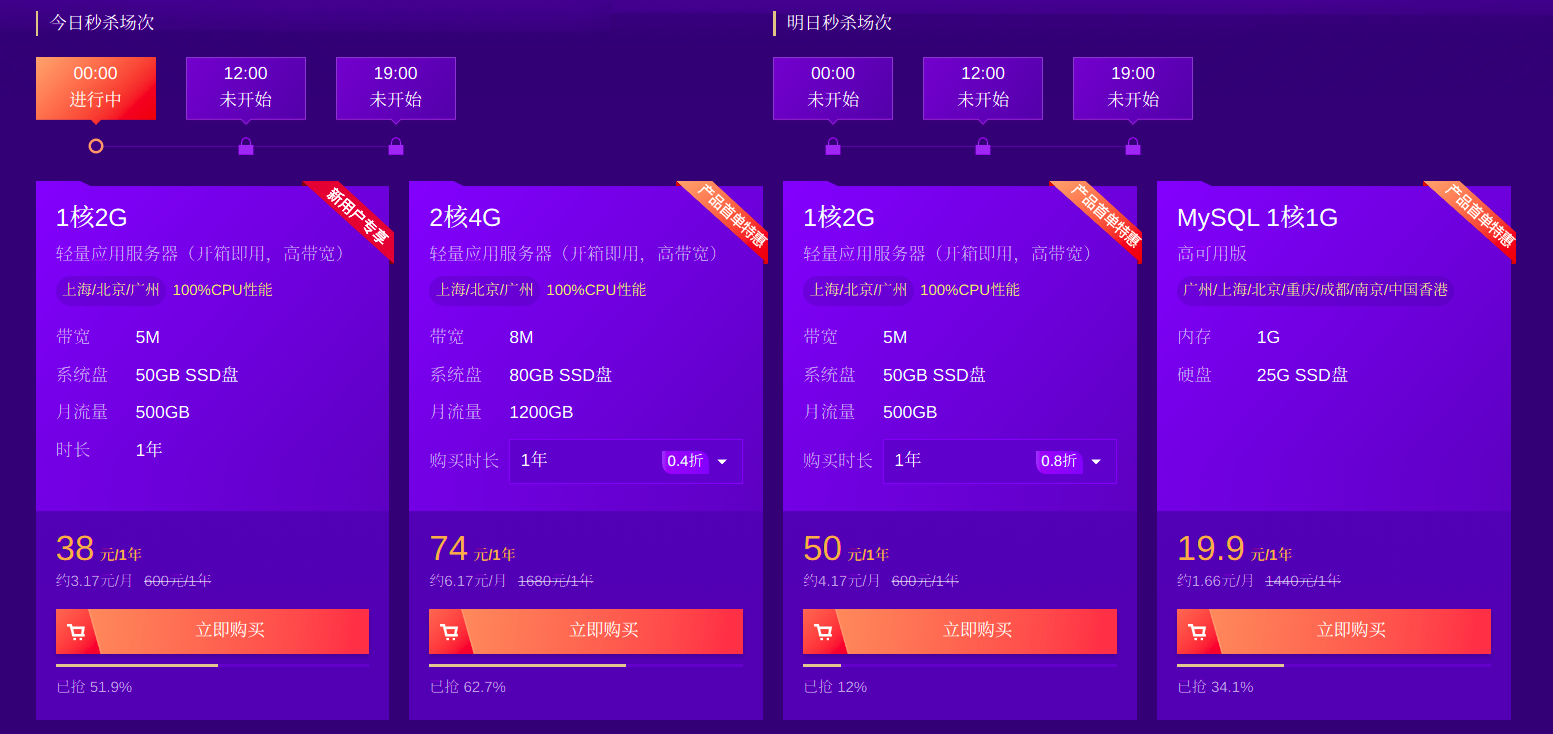 今日秒杀场次
00:00
进行中
12:00
未开始
19:00
未开始
明日秒杀场次
00:00
未开始
12:00
未开始
19:00
未开始
新用户专享
1核2G
轻量应用服务器（开箱即用，高带宽）
上海/北京/广州 100%CPU性能
带宽 5M
系统盘 50GB SSD盘
月流量 500GB
时长 1年
38 元/1年
约3.17元/月 600元/1年
立即购买
已抢 51.9%
产品首单特惠
2核4G
轻量应用服务器（开箱即用，高带宽）
上海/北京/广州 100%CPU性能
带宽 8M
系统盘 80GB SSD盘
月流量 1200GB
购买时长 1年 0.4折
74 元/1年
约6.17元/月 1680元/1年
立即购买
已抢 62.7%
产品首单特惠
1核2G
轻量应用服务器（开箱即用，高带宽）
上海/北京/广州 100%CPU性能
带宽 5M
系统盘 50GB SSD盘
月流量 500GB
购买时长 1年 0.8折
50 元/1年
约4.17元/月 600元/1年
立即购买
已抢 12%
产品首单特惠
MySQL 1核1G
高可用版
广州/上海/北京/重庆/成都/南京/中国香港
内存 1G
硬盘 25G SSD盘
19.9 元/1年
约1.66元/月 1440元/1年
立即购买
已抢 34.1%